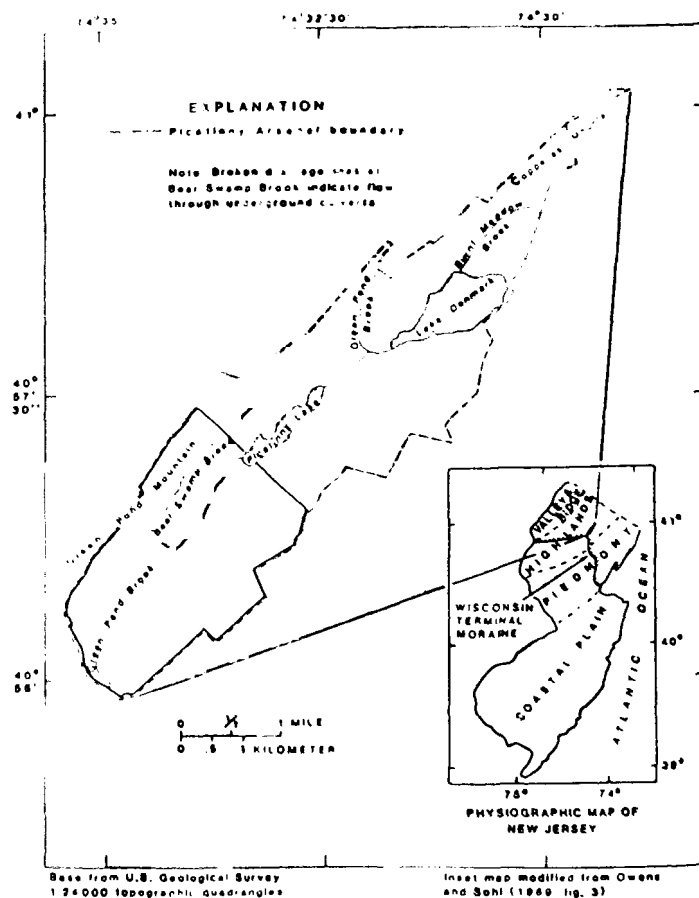 74°35'
74°32'30"
74°30'
41°
EXPLANATION
Picatinny Arsenal boundary
Note: Broken drainage lines at
Bear Swamp Brook indicate flow
through underground culverts
Burnt Meadow
Brook
Green Pond
Brook
Lake Denmark
40°
57'
30"
Picatinny Lake
Green Pond Mountain
Bear Swamp Brook
Green Pond Brook
40°
56'
0 ½ 1 MILE
0 .5 1 KILOMETER
VALLEY &
RIDGE
HIGHLANDS
PIEDMONT
41°
WISCONSIN
TERMINAL
MORAINE
COASTAL PLAIN
ATLANTIC OCEAN
40°
39°
75°
74°
PHYSIOGRAPHIC MAP OF
NEW JERSEY
Base from U.S. Geological Survey
1:24000 topographic quadrangles
Inset map modified from Owens
and Sohl (1969, fig. 3)